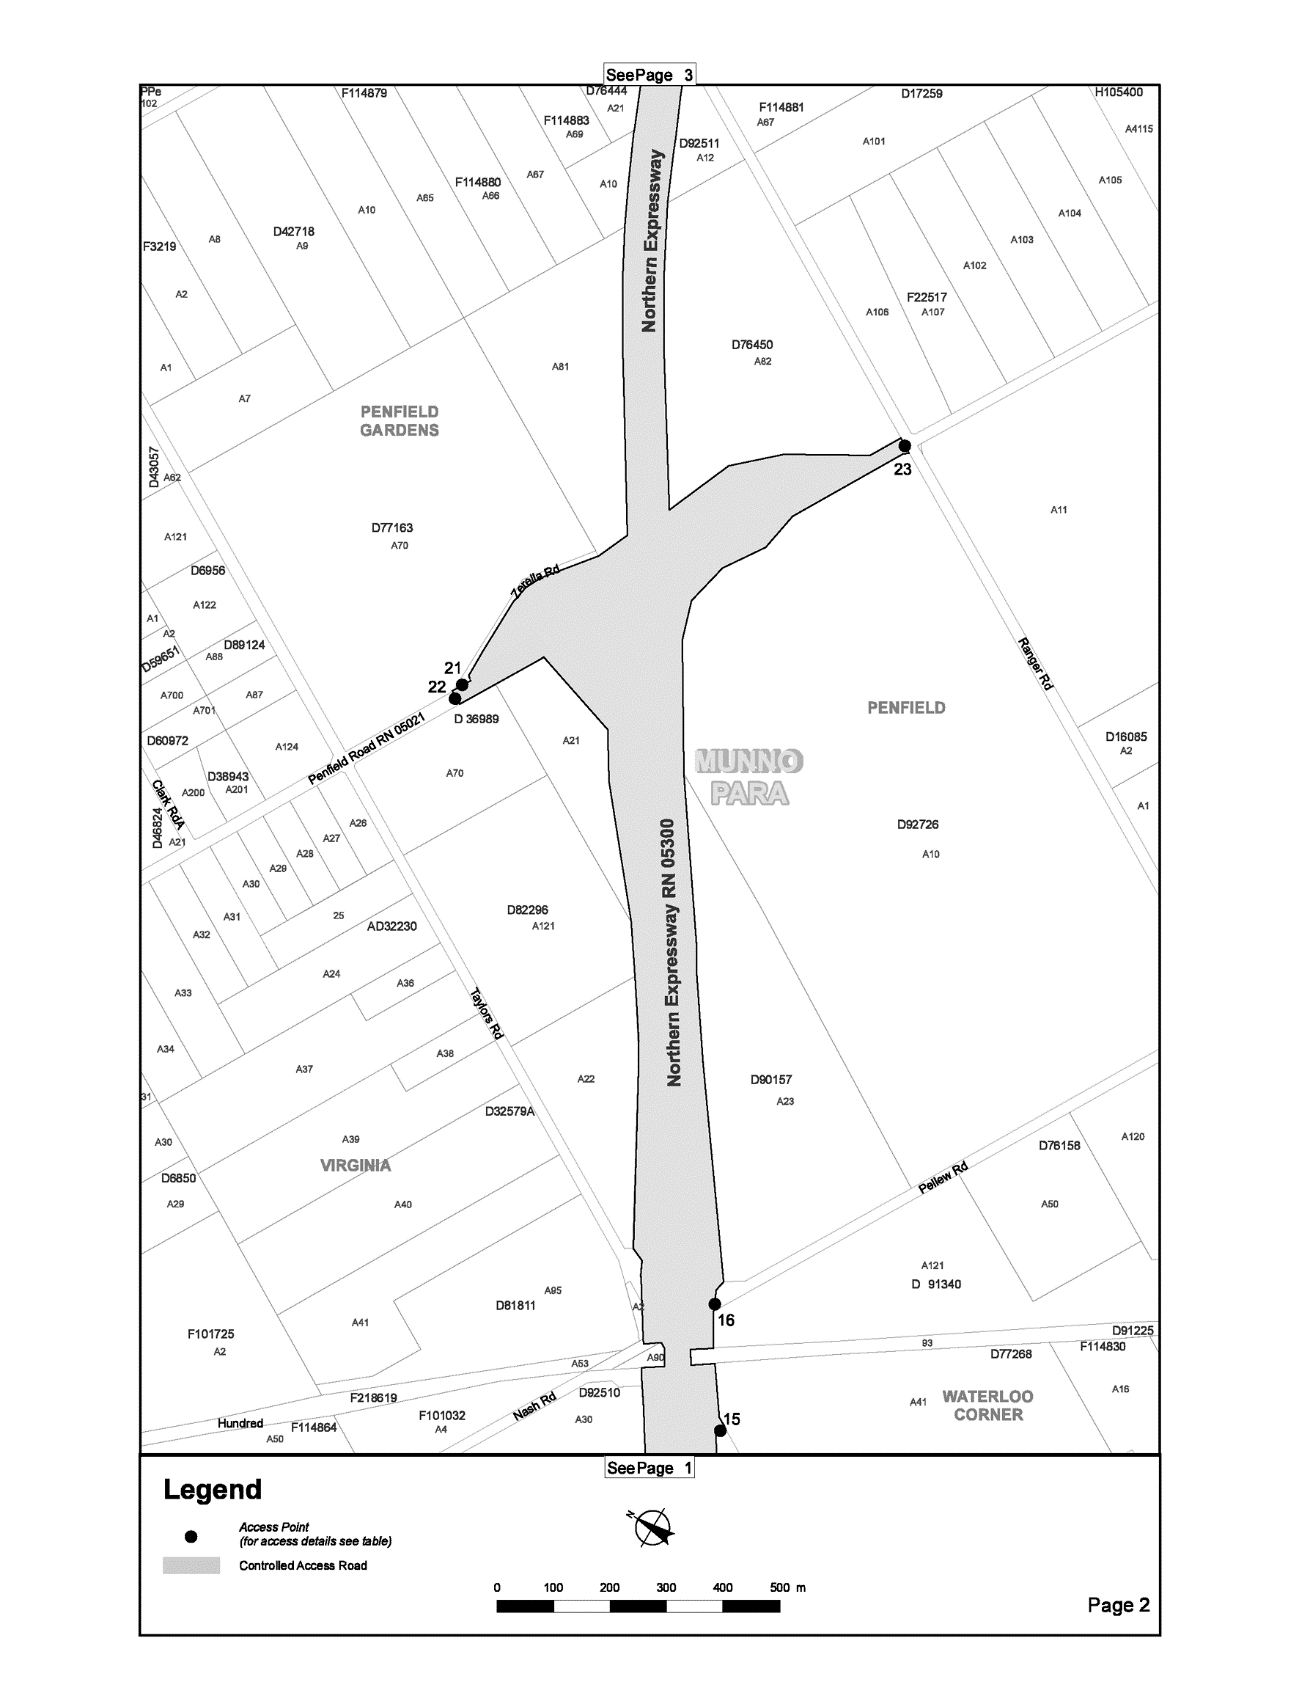 See Page 3
PPe
102
F114879
D76444
A21
F114881
A67
D17259
H105400
F114883
A69
A4115
D92511
A12
A101
F114880
A66
A67
A10
A85
A10
A105
A104
A103
A102
F3219
A8
D42718
A9
A2
Northern Expressway
F22517
A107
A106
A1
A7
A81
D76450
A82
PENFIELD
GARDENS
D43057
A62
23
A11
D77163
A70
A121
D6956
A122
Zerella Rd
A1
A2
D59651
A88
D89124
21
22
Ranger Rd
A700
A701
A87
D60972
A124
D 36989
Penfield Road RN 05021
A21
PENFIELD
MUNNO
PARA
D16085
A2
A70
D38943
A201
A200
Clark RdA
D46824
A21
A1
A26
A27
A28
A29
A30
A31
A32
A33
A34
D92726
A10
Northern Expressway RN 05300
D82296
A121
25
AD32230
A24
A36
Taylors Rd
A38
A37
A22
D90157
A23
31
D32579A
A30
A39
VIRGINIA
D6850
A29
A40
D76158
A120
Pellew Rd
A50
A121
D 91340
A95
D81811
A2
16
A41
F101725
A2
93
D91225
F114830
D77268
A53
A90
D92510
A30
Nash Rd
F218619
F101032
A4
Hundred
F114864
A50
A41
WATERLOO
CORNER
A16
15
See Page 1
Legend
Access Point
(for access details see table)
Controlled Access Road
N
0 100 200 300 400 500 m
Page 2